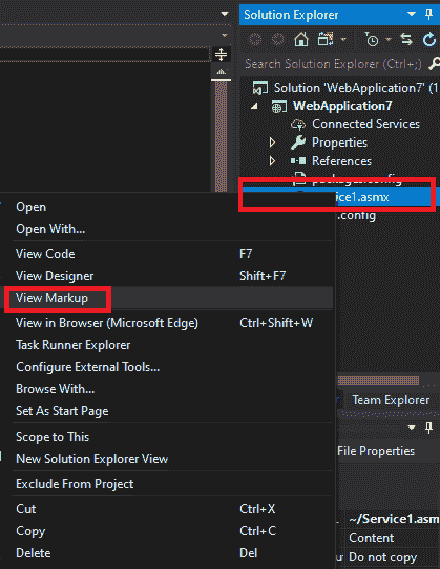 Solution Explorer
Search Solution Explorer (Ctrl+;)
Solution 'WebApplication7' (1
WebApplication7
Connected Services
Properties
References
packages.config
ice1.asmx
.config
Open
Open With...
View Code F7
View Designer Shift+F7
View Markup
View in Browser (Microsoft Edge) Ctrl+Shift+W
Task Runner Explorer
Configure External Tools...
Browse With...
Set As Start Page
Team Explorer
Scope to This
New Solution Explorer View
File Properties
Exclude From Project
Cut Ctrl+X
Copy Ctrl+C
Delete Del
~/Service1.asm
Content
Do not copy